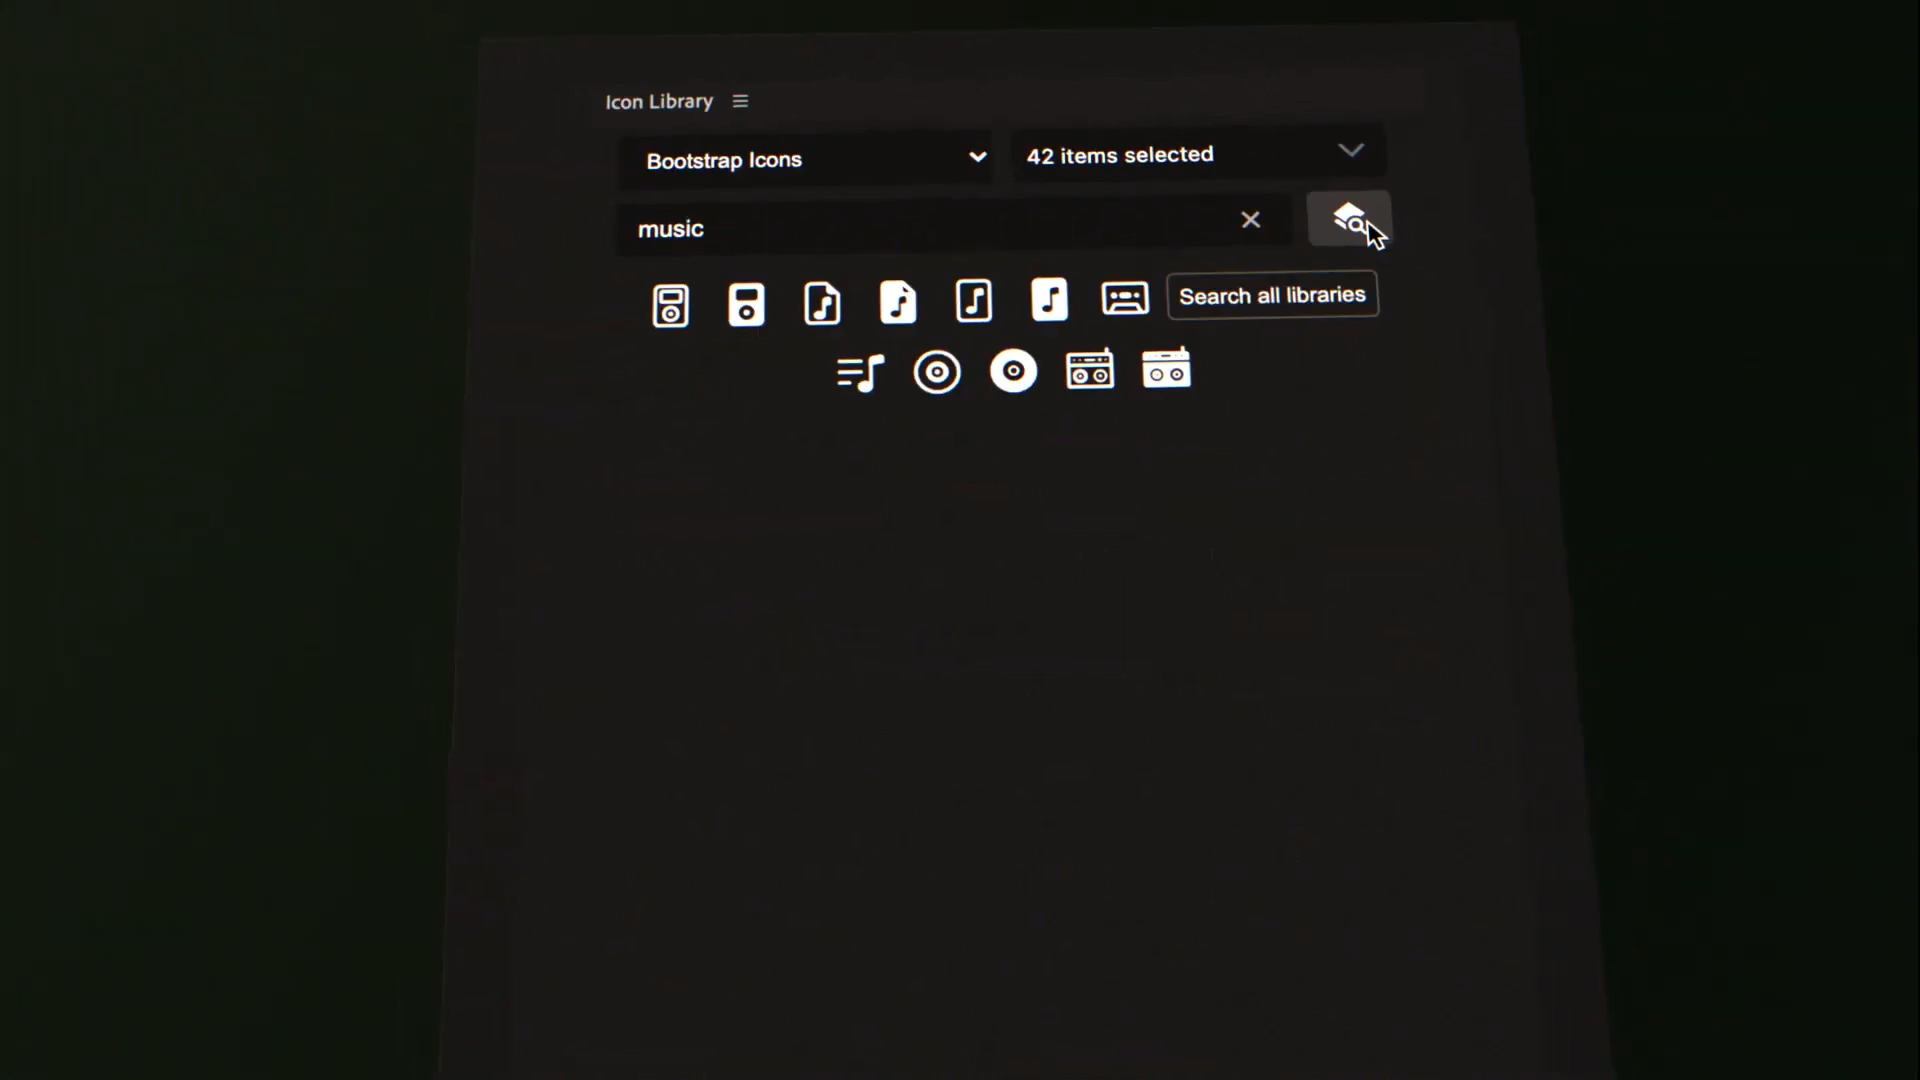 Icon Library
Bootstrap Icons
42 items selected
music
Search all libraries